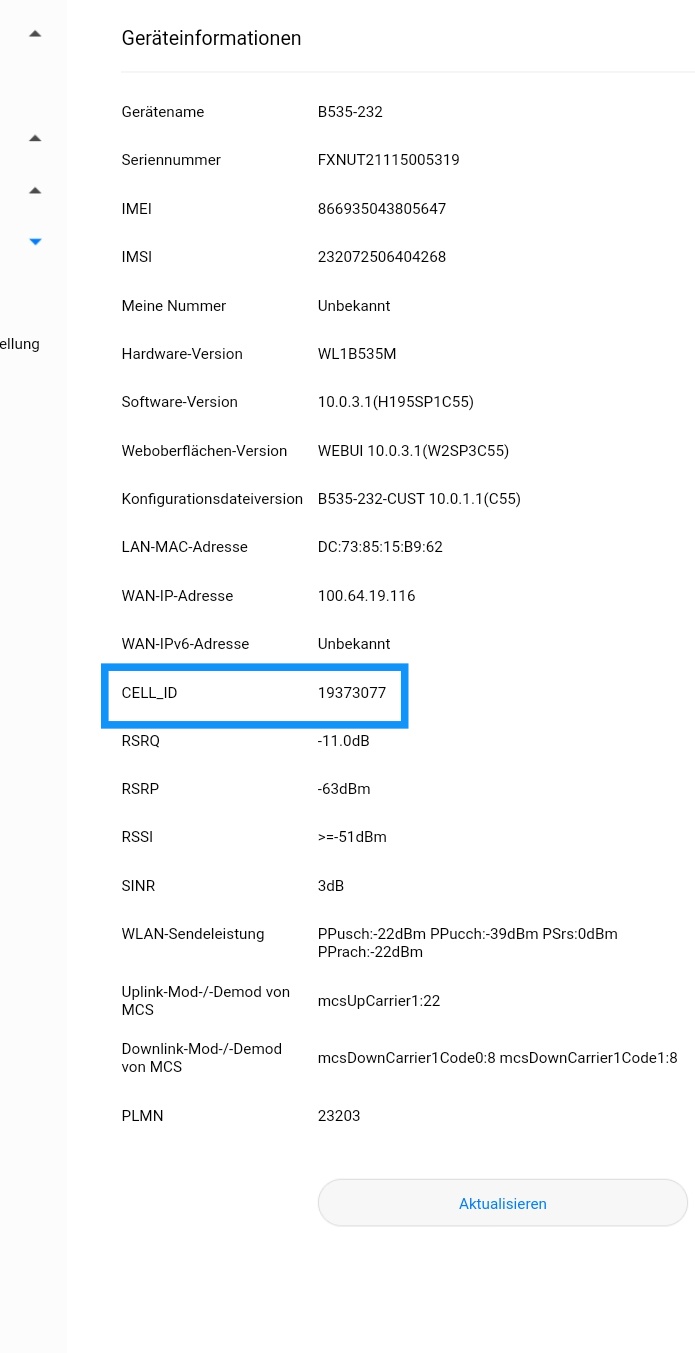 Geräteinformationen
Gerätename B535-232
Seriennummer FXNUT21115005319
IMEI 866935043805647
IMSI 232072506404268
Meine Nummer Unbekannt
ellung
Hardware-Version WL1B535M
Software-Version 10.0.3.1(H195SP1C55)
Weboberflächen-Version WEBUI 10.0.3.1(W2SP3C55)
Konfigurationsdateiversion B535-232-CUST 10.0.1.1(C55)
LAN-MAC-Adresse DC:73:85:15:B9:62
WAN-IP-Adresse 100.64.19.116
WAN-IPv6-Adresse Unbekannt
CELL_ID 19373077
RSRQ -11.0dB
RSRP -63dBm
RSSI >=-51dBm
SINR 3dB
WLAN-Sendeleistung PPusch:-22dBm PPucch:-39dBm PSrs:0dBm
PPrach:-22dBm
Uplink-Mod-/-Demod von
MCS mcsUpCarrier1:22
Downlink-Mod-/-Demod
von MCS mcsDownCarrier1Code0:8 mcsDownCarrier1Code1:8
PLMN 23203
Aktualisieren